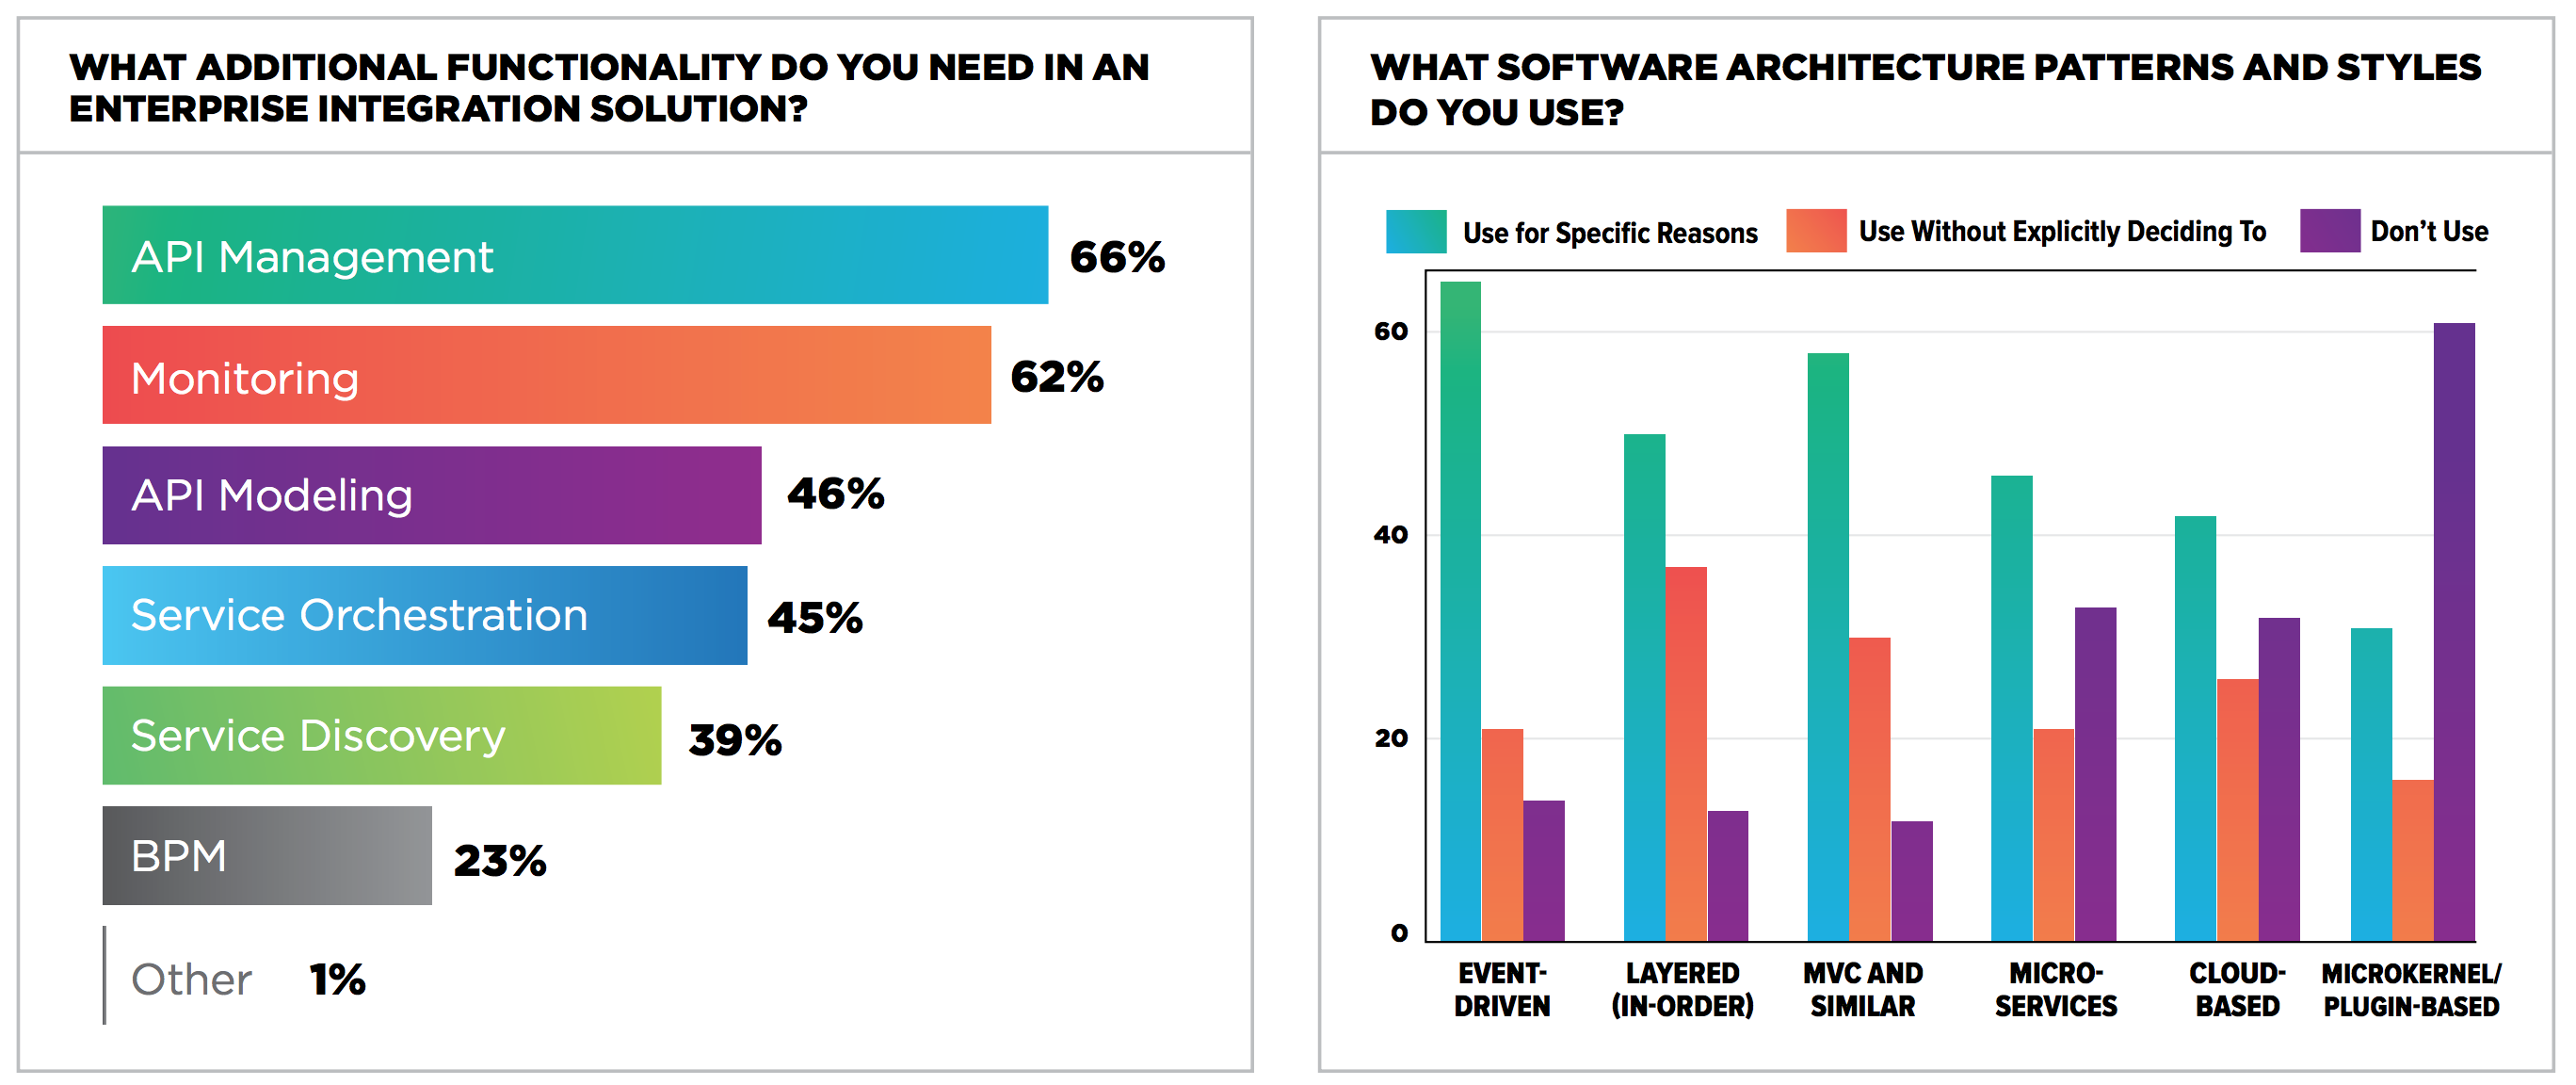 WHAT ADDITIONAL FUNCTIONALITY DO YOU NEED IN AN
ENTERPRISE INTEGRATION SOLUTION?
API Management 66%
Monitoring 62%
API Modeling 46%
Service Orchestration 45%
Service Discovery 39%
BPM 23%
Other 1%
WHAT SOFTWARE ARCHITECTURE PATTERNS AND STYLES
DO YOU USE?
Use for Specific Reasons Use Without Explicitly Deciding To Don’t Use
60
40
20
0
EVENT-
DRIVEN
LAYERED
(IN-ORDER)
MVC AND
SIMILAR
MICRO-
SERVICES
CLOUD-
BASED
MICROKERNEL/
PLUGIN-BASED